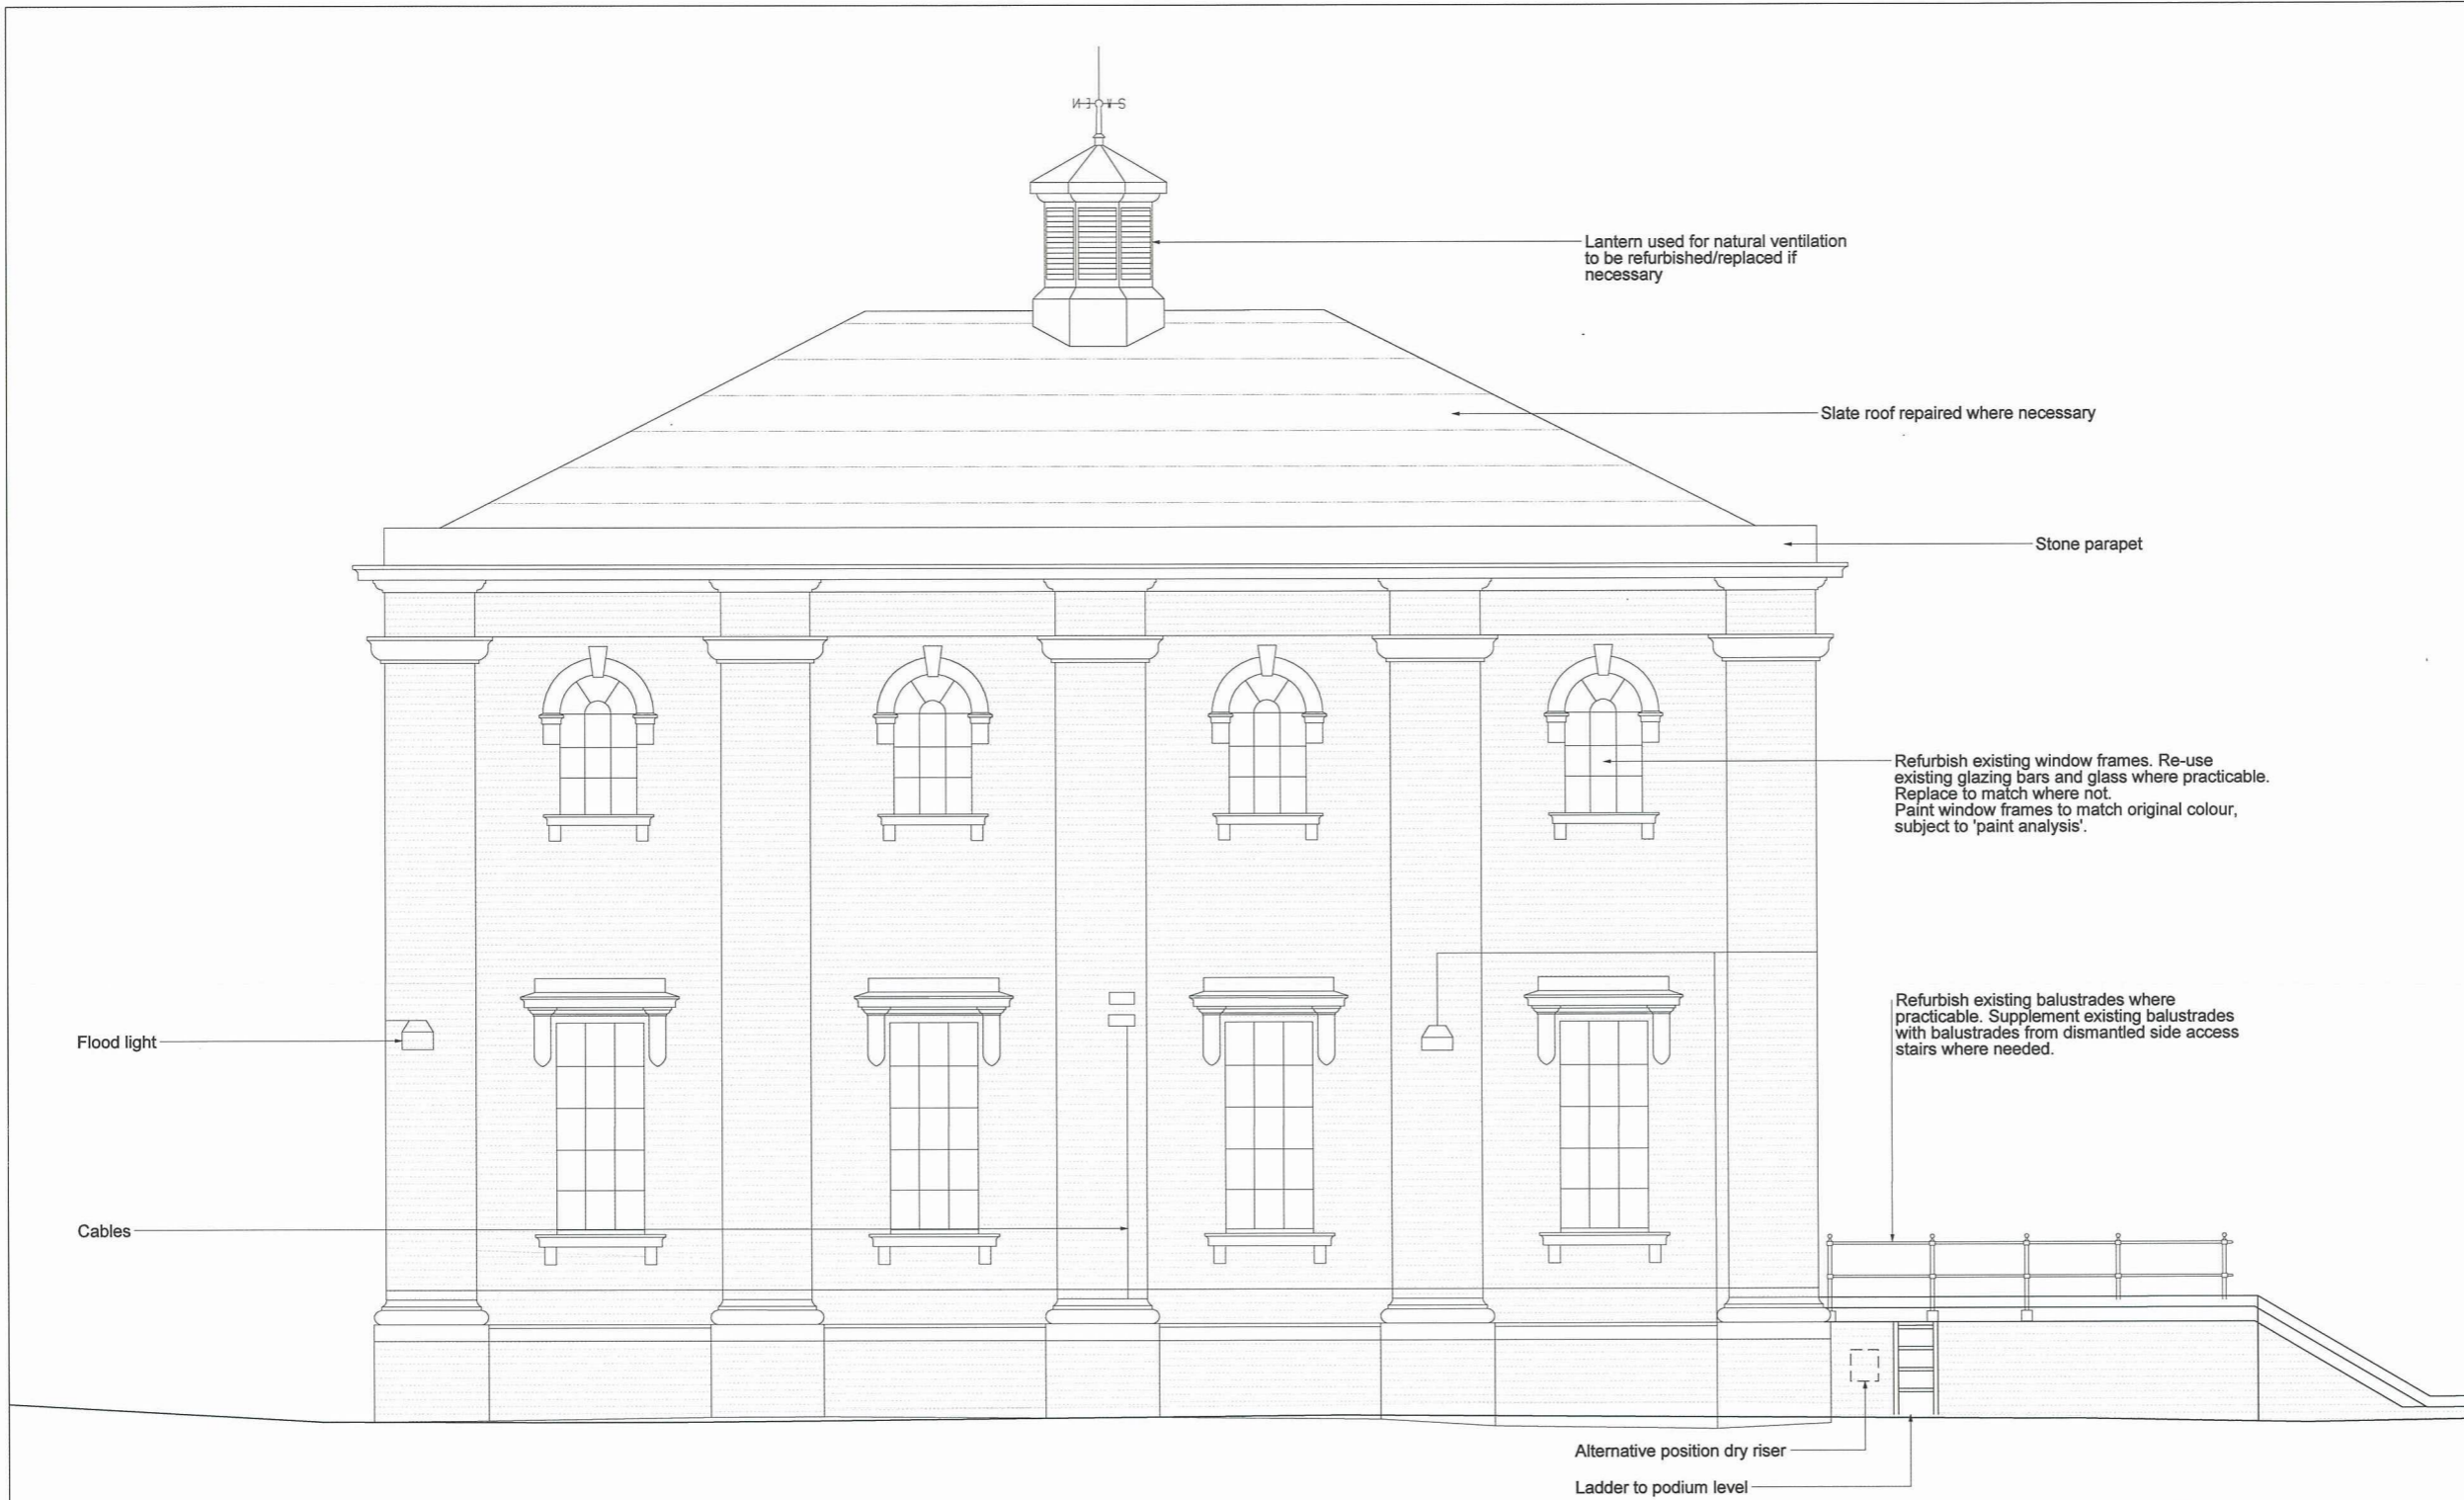 N E W S
Lantern used for natural ventilation
to be refurbished/replaced if
necessary
Slate roof repaired where necessary
Stone parapet
Refurbish existing window frames. Re-use
existing glazing bars and glass where practicable.
Replace to match where not.
Paint window frames to match original colour,
subject to 'paint analysis'.
Refurbish existing balustrades where
practicable. Supplement existing balustrades
with balustrades from dismantled side access
stairs where needed.
Flood light
Cables
Alternative position dry riser
Ladder to podium level